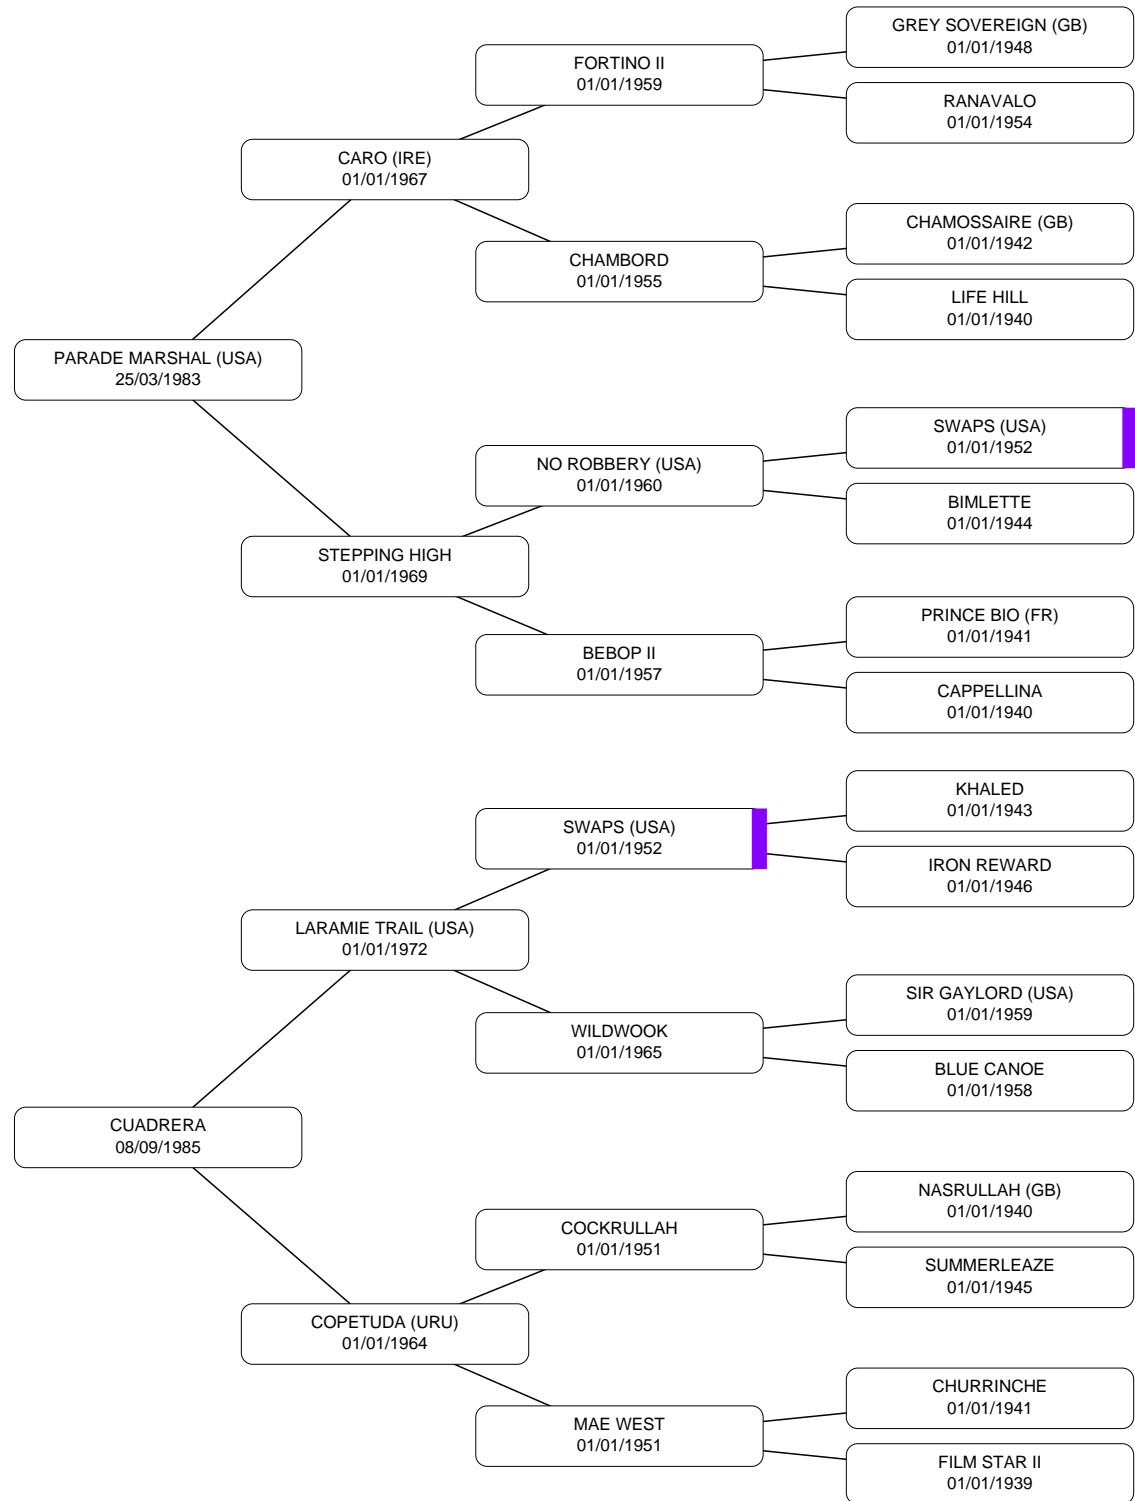 GREY SOVEREIGN (GB)
01/01/1948
FORTINO II
01/01/1959
RANAVALO
01/01/1954
CARO (IRE)
01/01/1967
CHAMOSSAIRE (GB)
01/01/1942
CHAMBORD
01/01/1955
LIFE HILL
01/01/1940
PARADE MARSHAL (USA)
25/03/1983
SWAPS (USA)
01/01/1952
NO ROBBERY (USA)
01/01/1960
BIMLETTE
01/01/1944
STEPPING HIGH
01/01/1969
PRINCE BIO (FR)
01/01/1941
BEBOP II
01/01/1957
CAPPELLINA
01/01/1940
KHALED
01/01/1943
SWAPS (USA)
01/01/1952
IRON REWARD
01/01/1946
LARAMIE TRAIL (USA)
01/01/1972
SIR GAYLORD (USA)
01/01/1959
WILDWOOK
01/01/1965
BLUE CANOE
01/01/1958
CUADRERA
08/09/1985
NASRULLAH (GB)
01/01/1940
COCKRULLAH
01/01/1951
SUMMERLEAZE
01/01/1945
COPETUDA (URU)
01/01/1964
CHURRINCHE
01/01/1941
MAE WEST
01/01/1951
FILM STAR II
01/01/1939